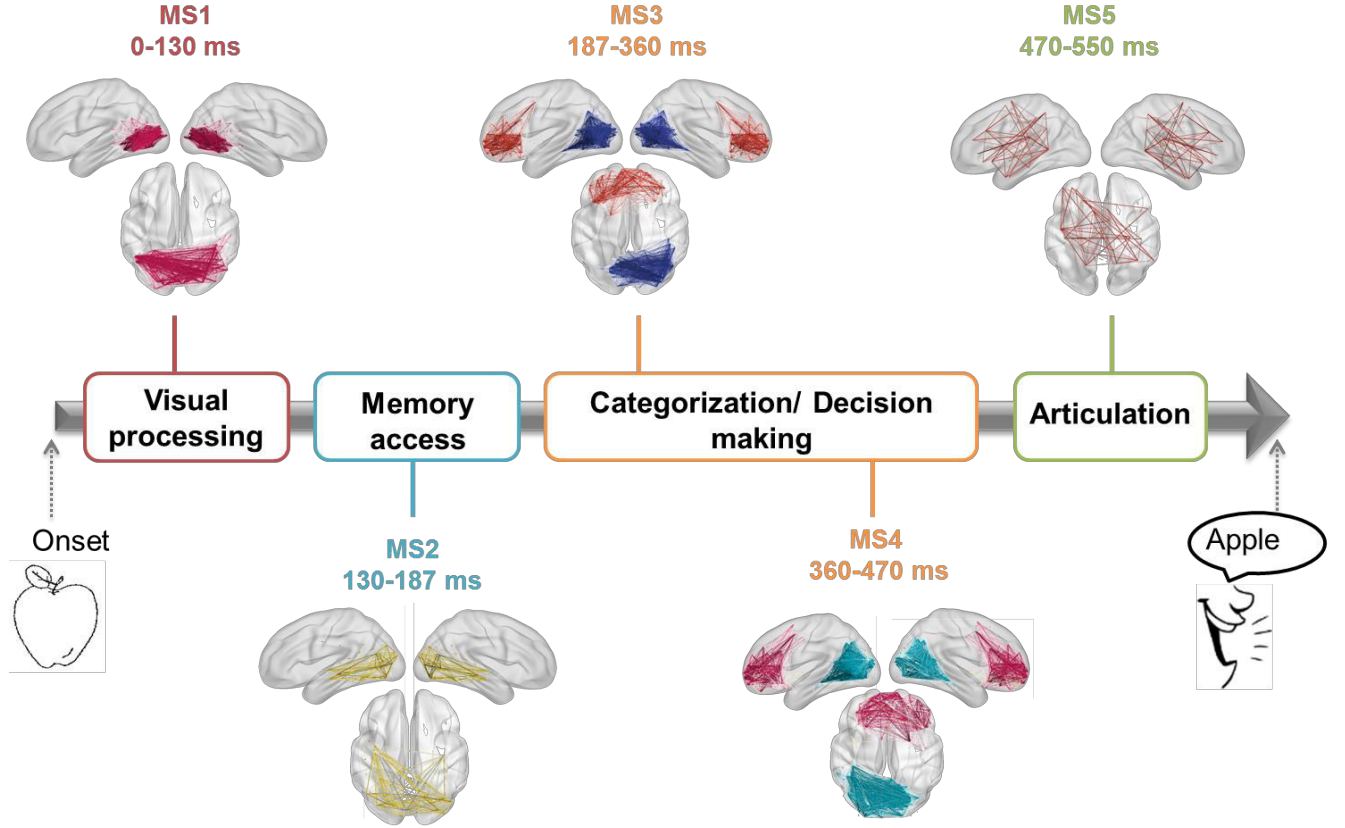 MS1
0-130 ms
MS3
187-360 ms
MS5
470-550 ms
Visual
processing
Memory
access
Categorization/ Decision
making
Articulation
Onset
MS2
130-187 ms
MS4
360-470 ms
Apple